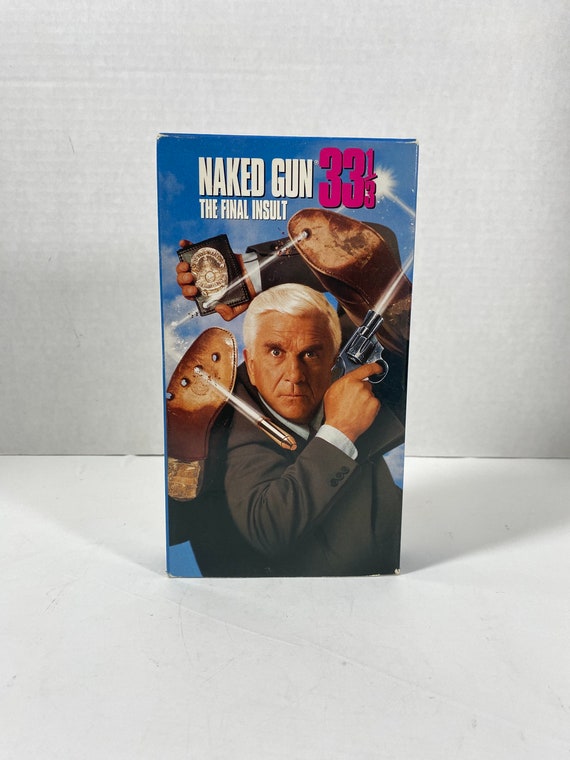 NAKED GUN® 33⅓
THE FINAL INSULT